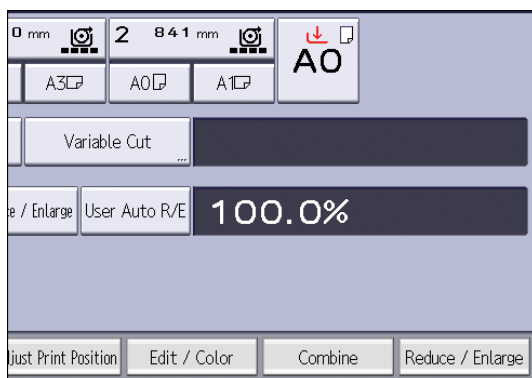 0 mm 2 841 mm
A0
A3 A0 A1
Variable Cut
...
/ Enlarge User Auto R/E 100.0%
Print Position Edit / Color Combine Reduce / Enlarge